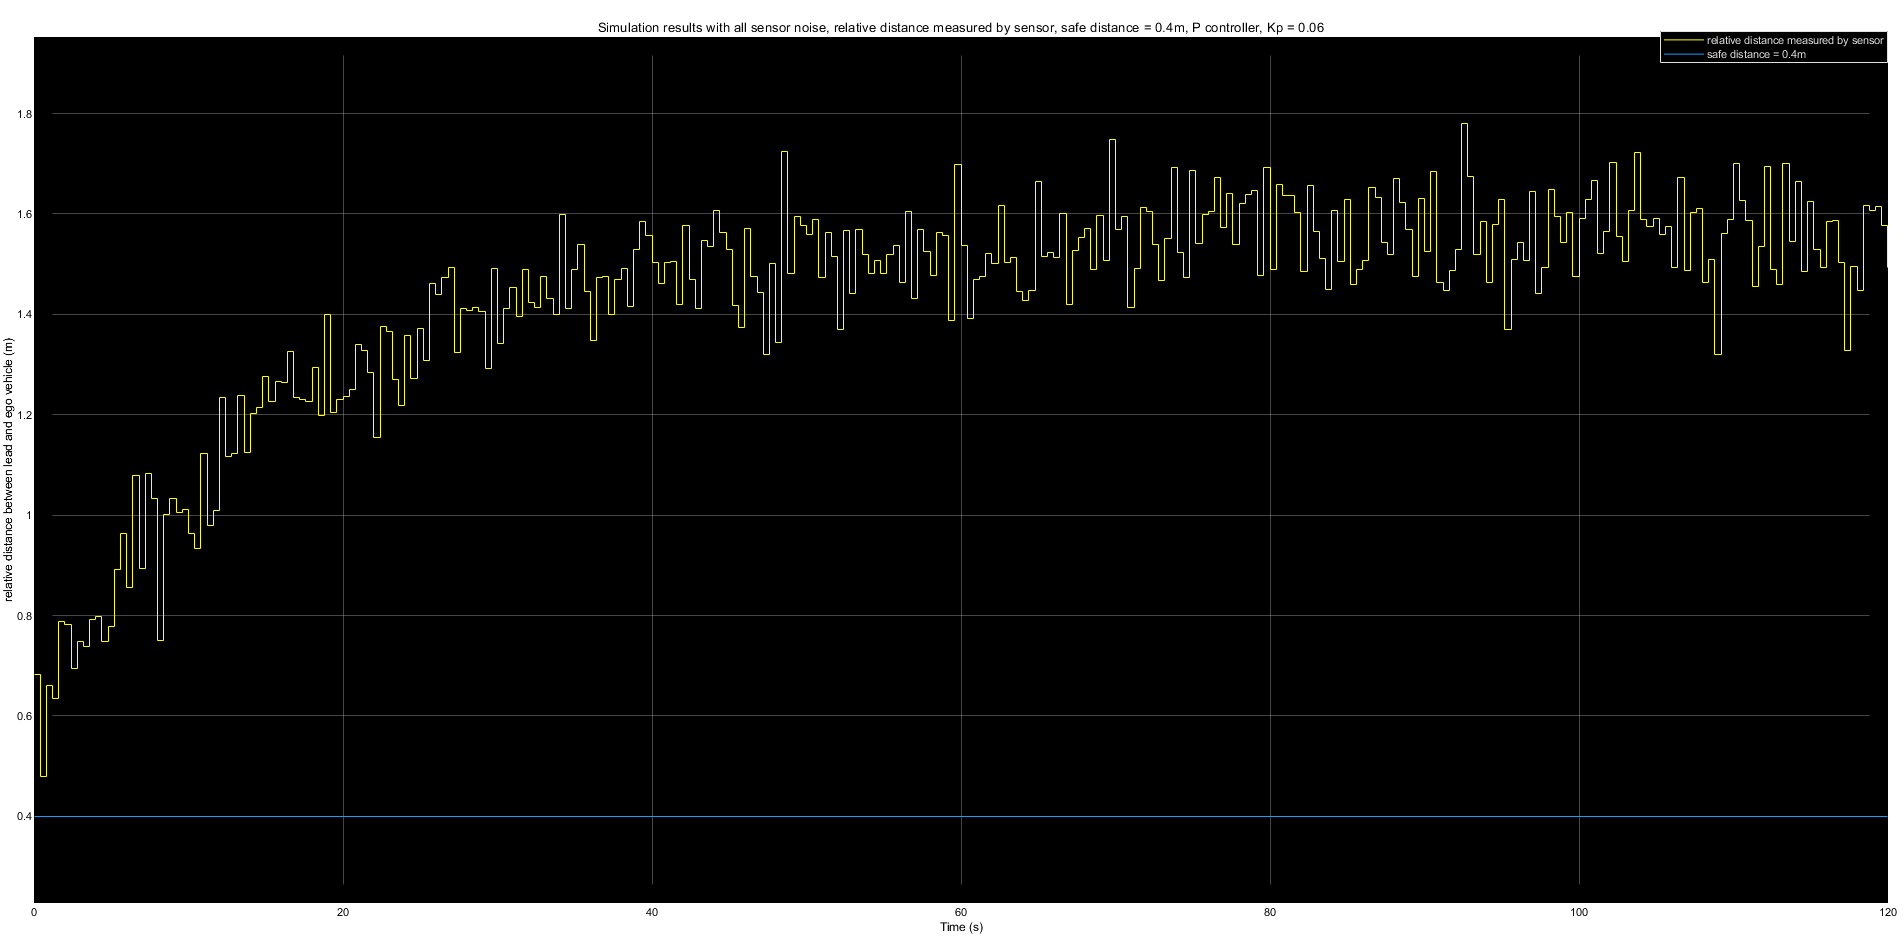 Simulation results with all sensor noise, relative distance measured by sensor, safe distance = 0.4m, P controller, Kp = 0.06
relative distance measured by sensor
safe distance = 0.4m
relative distance between lead and ego vehicle (m)
1.8
1.6
1.4
1.2
1
0.8
0.6
0.4
0 20 40 60 80 100 120
Time (s)